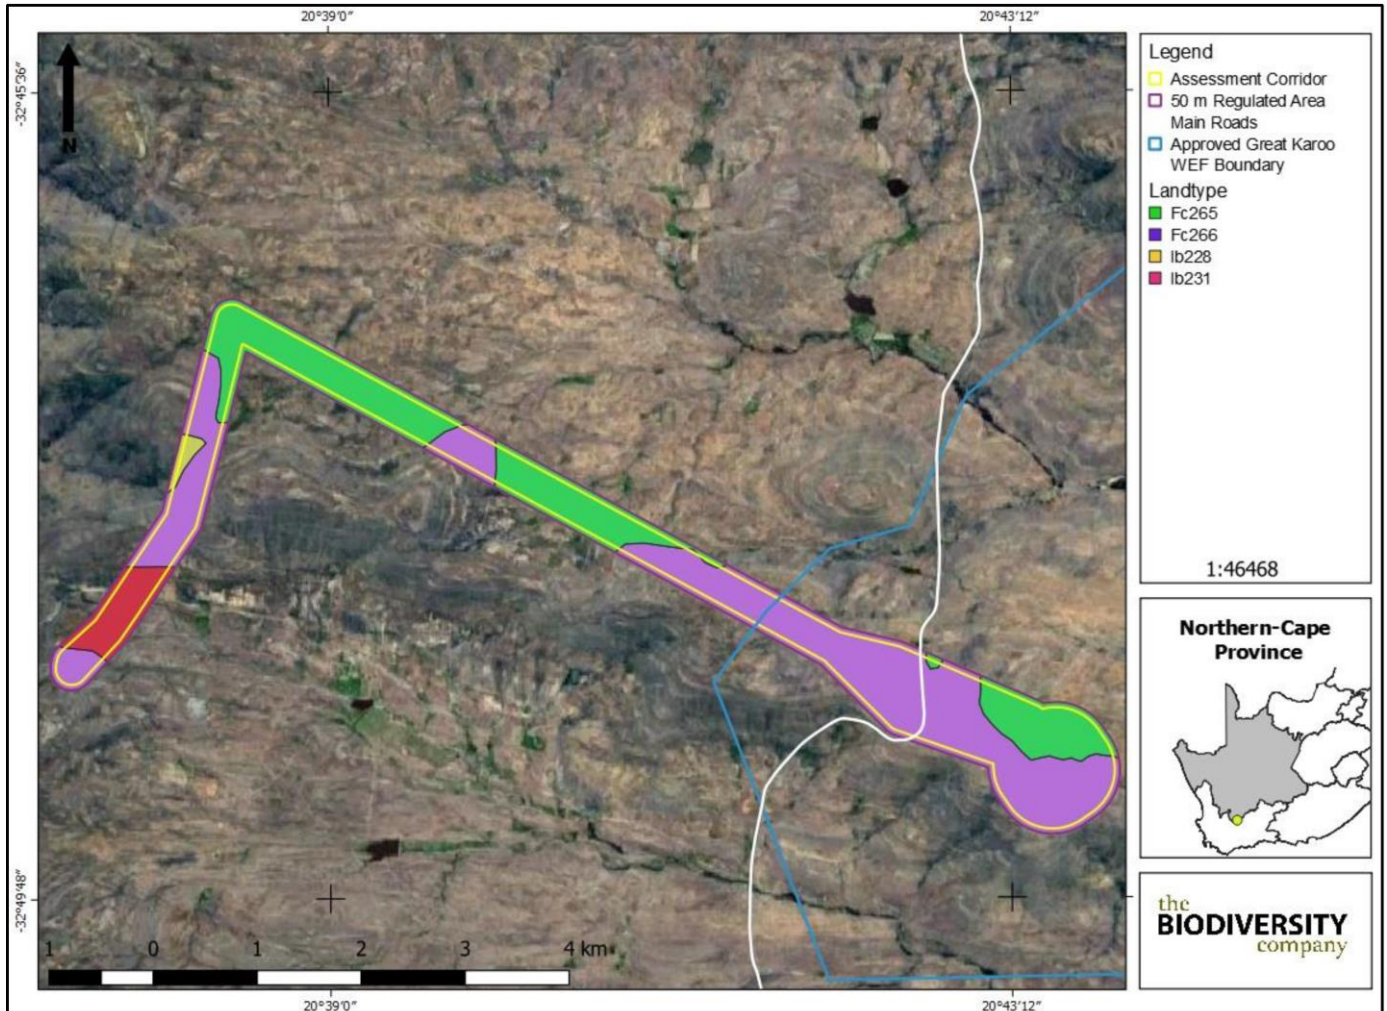 20°39'0" 20°43'12"
-32°45'36"
N
Legend
Assessment Corridor
50 m Regulated Area
Main Roads
Approved Great Karoo
WEF Boundary
Landtype
Fc265
Fc266
Ib228
Ib231
1:46468
Northern-Cape
Province
-32°49'48"
1 0 1 2 3 4 km
the
BIODIVERSITY
company
20°39'0" 20°43'12"